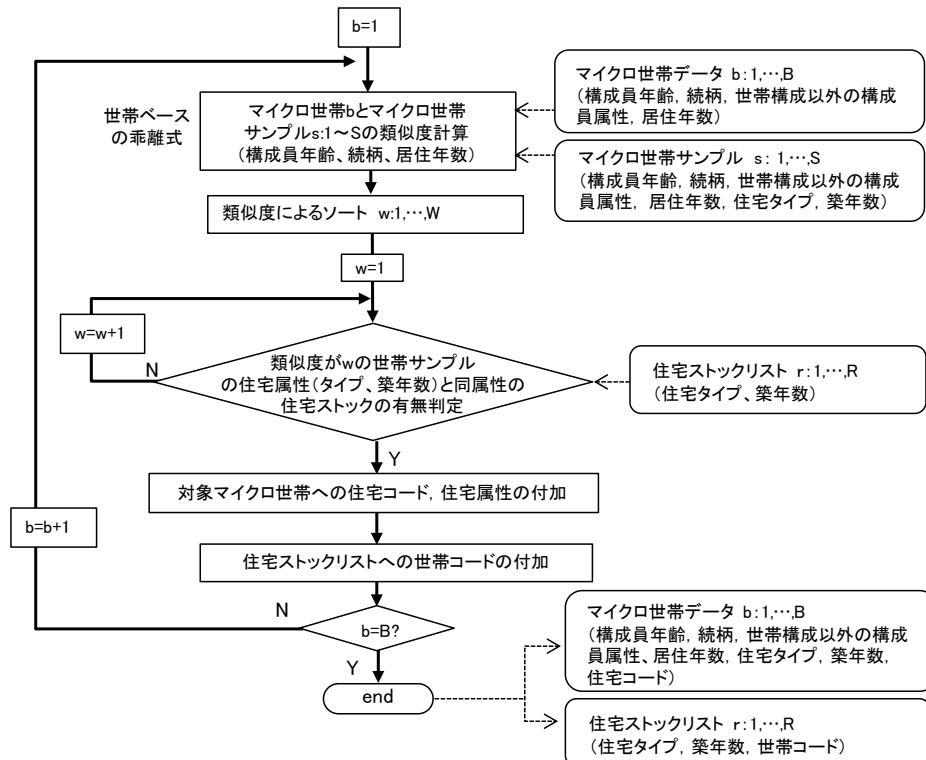 b=1
マイクロ世帯データ b:1,…,B
(構成員年齢, 続柄, 世帯構成以外の構成
員属性, 居住年数)
世帯ベース
の乖離式
マイクロ世帯bとマイクロ世帯
サンプルs:1~Sの類似度計算
(構成員年齢、続柄、居住年数)
マイクロ世帯サンプル s: 1,…,S
(構成員年齢, 続柄, 世帯構成以外の構成
員属性, 居住年数, 住宅タイプ, 築年数)
類似度によるソート w:1,…,W
w=1
w=w+1
N
類似度がwの世帯サンプル
の住宅属性(タイプ、築年数)と同属性の
住宅ストックの有無判定
住宅ストックリスト r:1,…,R
(住宅タイプ、築年数)
Y
対象マイクロ世帯への住宅コード, 住宅属性の付加
b=b+1
住宅ストックリストへの世帯コードの付加
N
b=B?
Y
end
マイクロ世帯データ b:1,…,B
(構成員年齢, 続柄, 世帯構成以外の構成
員属性、居住年数, 住宅タイプ, 築年数,
住宅コード)
住宅ストックリスト r:1,…,R
(住宅タイプ, 築年数, 世帯コード)